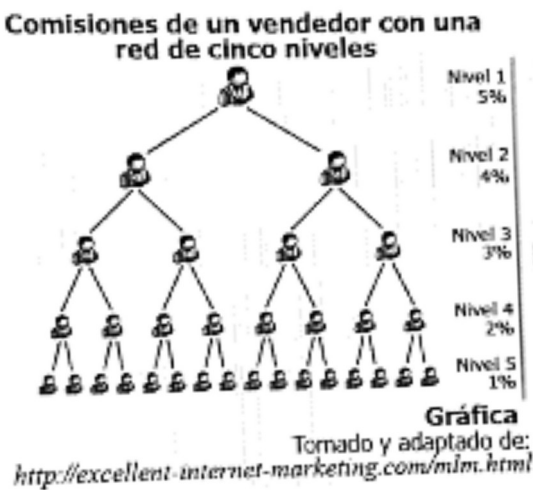 Comisiones de un vendedor con una
red de cinco niveles
Nivel 1
5%
Nivel 2
4%
Nivel 3
3%
Nivel 4
2%
Nivel 5
1%
Gráfica
Tomado y adaptado de:
http://excellent-internet-marketing.com/mlm.html